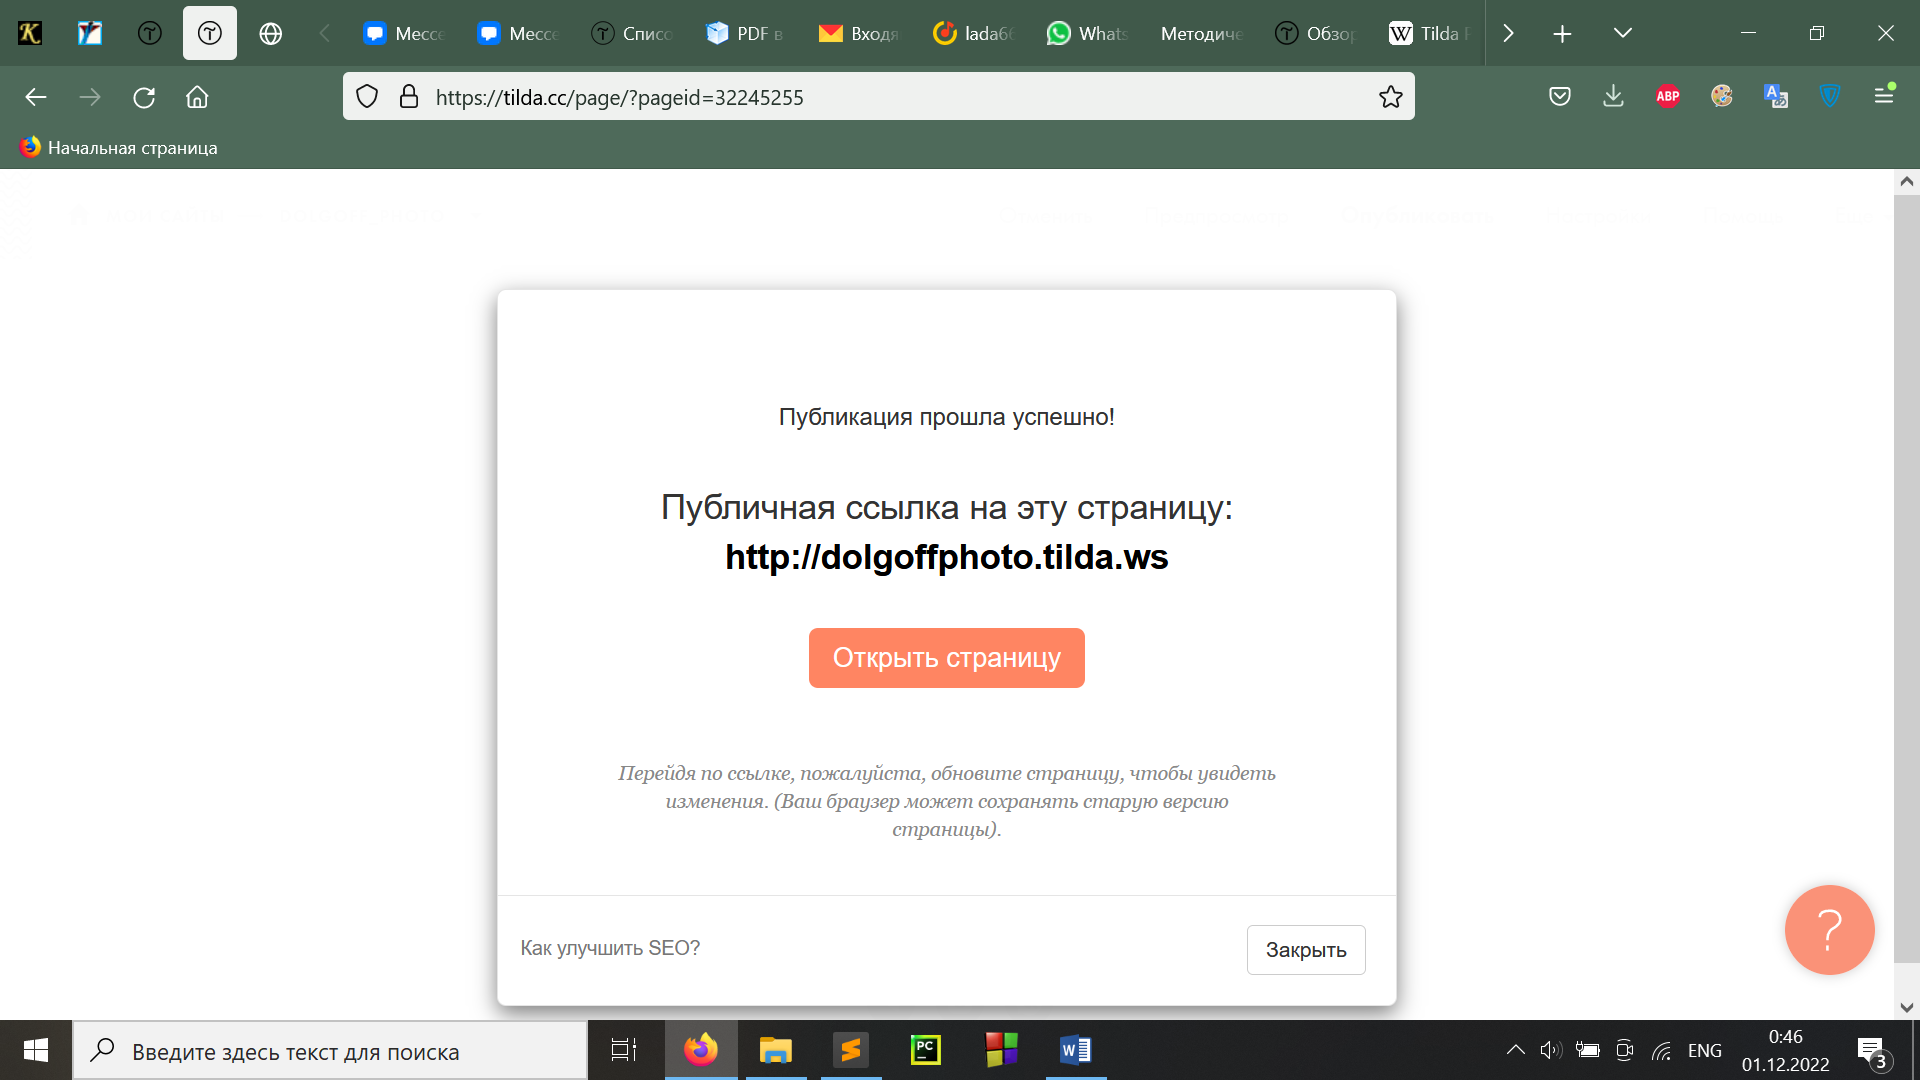 K
Мессе
Мессе
Списо
PDF в
Входя
lada66
Whats
Методиче
Обзор
W
Tilda P
https://tilda.cc/page/?pageid=32245255
ABP
Начальная страница
Публикация прошла успешно!
Публичная ссылка на эту страницу:
http://dolgoffphoto.tilda.ws
Открыть страницу
Перейдя по ссылке, пожалуйста, обновите страницу, чтобы увидеть
изменения. (Ваш браузер может сохранять старую версию
страницы).
Как улучшить SEO?
Закрыть
?
Введите здесь текст для поиска
PC
W
ENG
0:46
01.12.2022
3